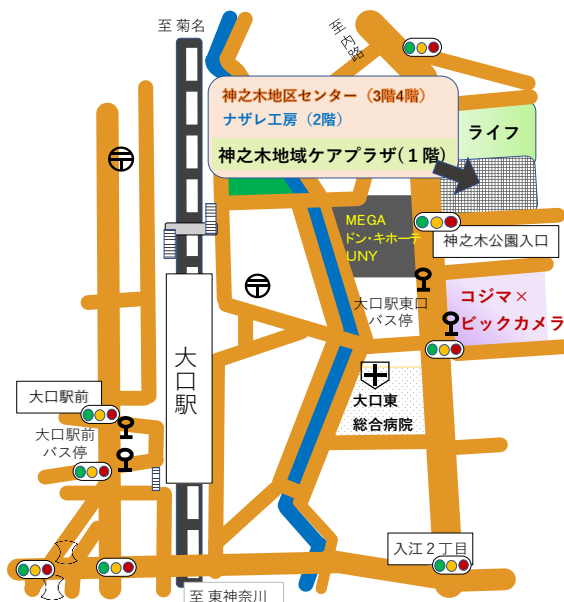 至 菊名
至内路
神之木地区センター（3階4階）
ナザレ工房（2階）
神之木地域ケアプラザ(１階)
ライフ
MEGA
ドン・キホーテ
UNY
神之木公園入口
大口駅東口
バス停
コジマ×
ビックカメラ
大口駅
大口駅前
大口駅前
バス停
大口東
総合病院
入江２丁目
至 東神奈川